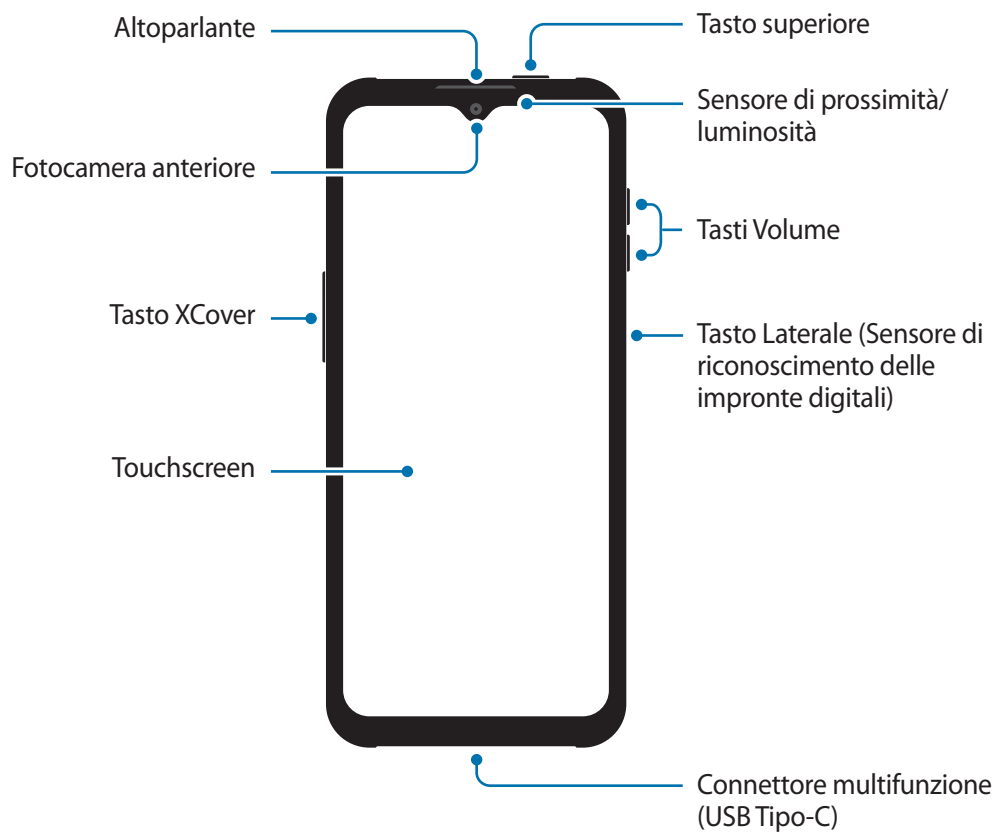 Altoparlante
Tasto superiore
Sensore di prossimità/
luminosità
Fotocamera anteriore
Tasti Volume
Tasto XCover
Tasto Laterale (Sensore di
riconoscimento delle
impronte digitali)
Touchscreen
Connettore multifunzione
(USB Tipo-C)